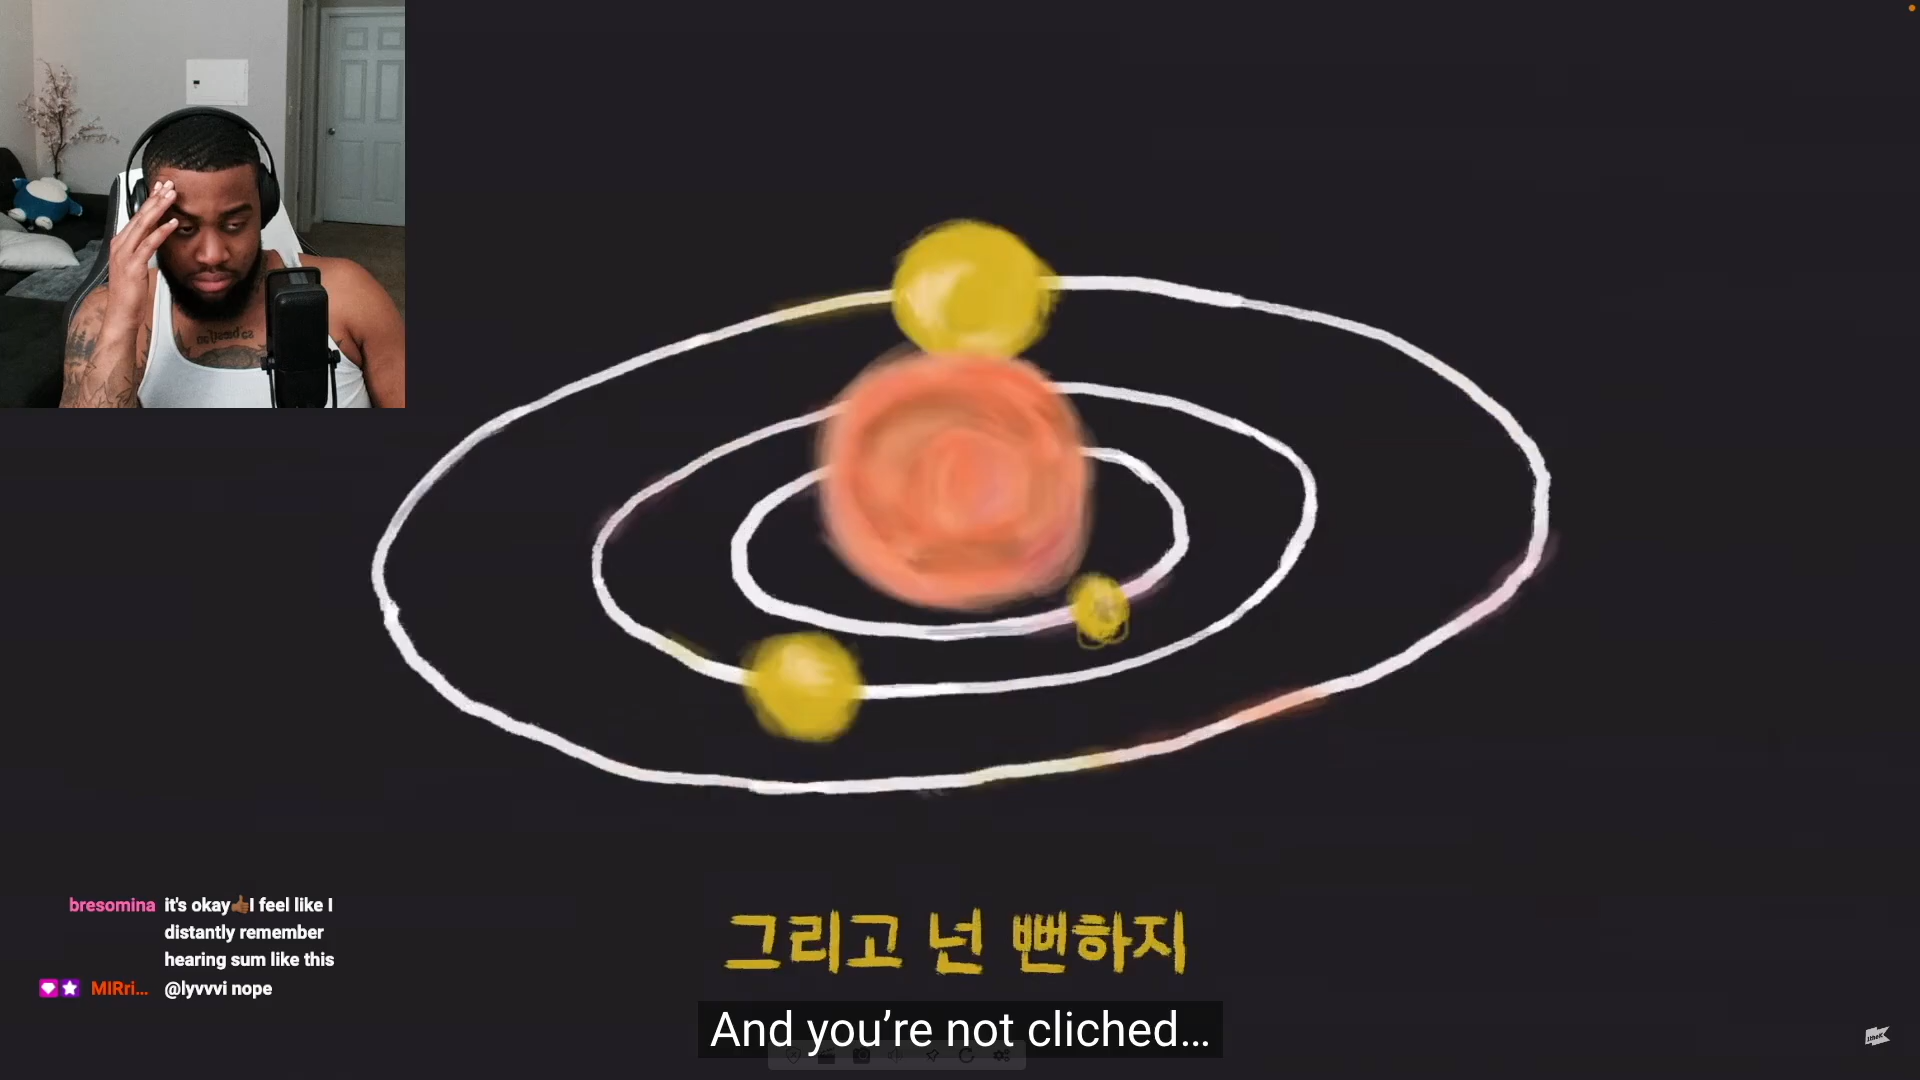 bresomina it's okay👍🏾I feel like I
distantly remember
hearing sum like this
MIRri... @lyvvvi nope
그리고 넌 뻔하지
And you’re not cliched...